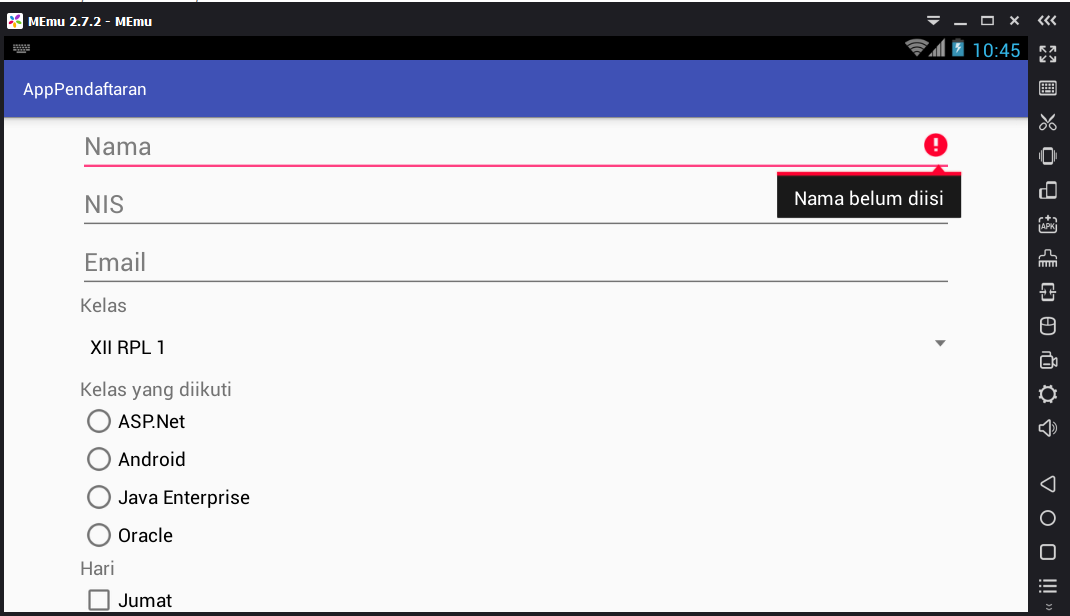 MEmu 2.7.2 - MEmu
10:45
AppPendaftaran
Nama
Nama belum diisi
NIS
Email
Kelas
XII RPL 1
Kelas yang diikuti
ASP.Net
Android
Java Enterprise
Oracle
Hari
Jumat
APK